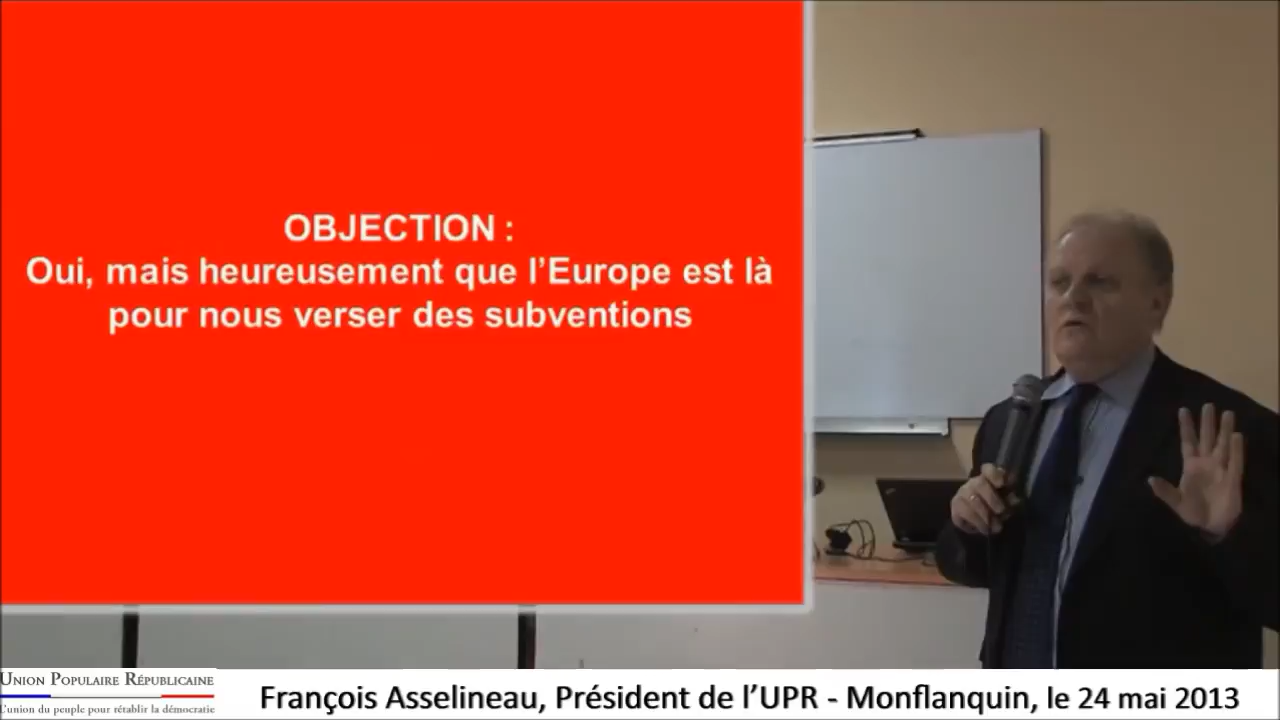 OBJECTION :
Oui, mais heureusement que l’Europe est là
pour nous verser des subventions
UNION POPULAIRE RÉPUBLICAINE
L'union du peuple pour rétablir la démocratie
François Asselineau, Président de l’UPR - Monflanquin, le 24 mai 2013